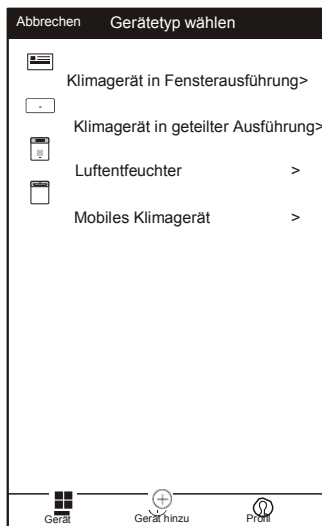 Abbrechen Gerätetyp wählen
Klimagerät in Fensterausführung>
Klimagerät in geteilter Ausführung>
Luftentfeuchter >
Mobiles Klimagerät >
Gerät Gerät hinzu Profil